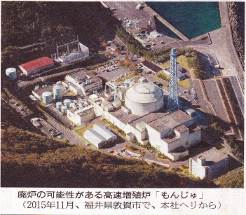 廃炉の可能性がある高速増殖炉「もんじゅ」
(2015年11月、福井県敦賀市で、本社ヘリから)